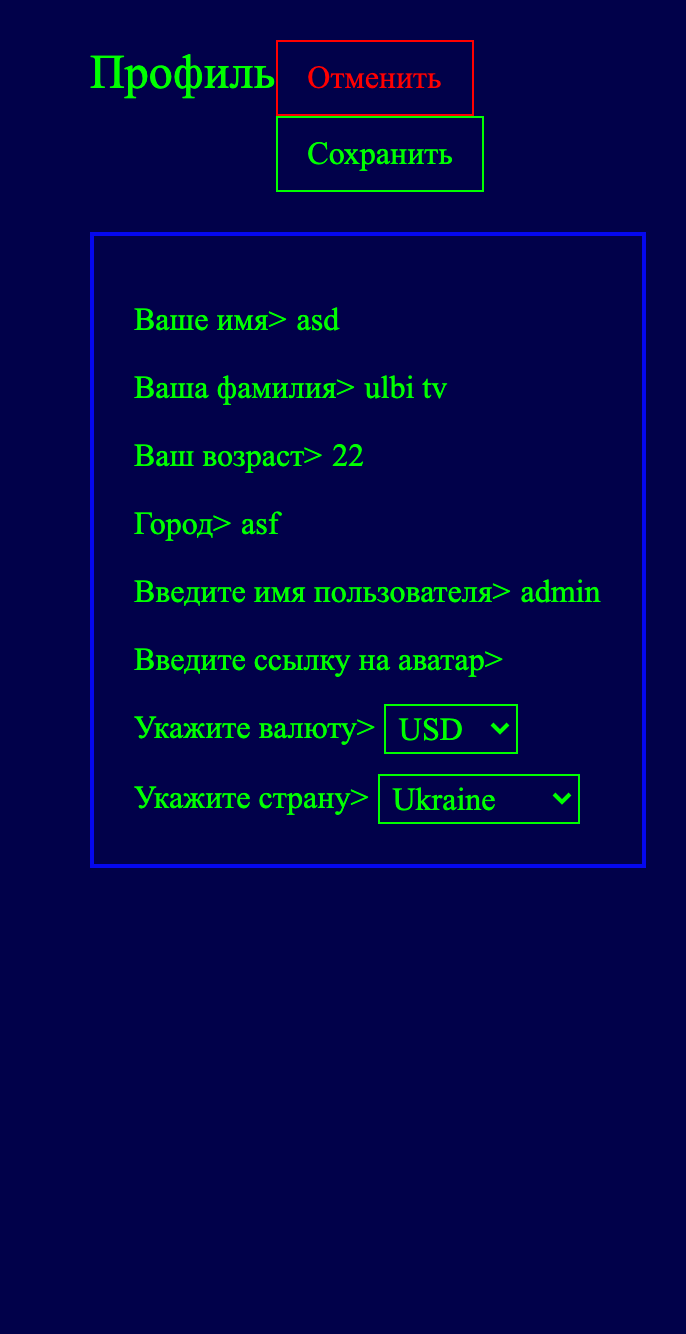 Профиль Отменить
Сохранить
Ваше имя> asd
Ваша фамилия> ulbi tv
Ваш возраст> 22
Город> asf
Введите имя пользователя> admin
Введите ссылку на аватар>
Укажите валюту> USD
Укажите страну> Ukraine